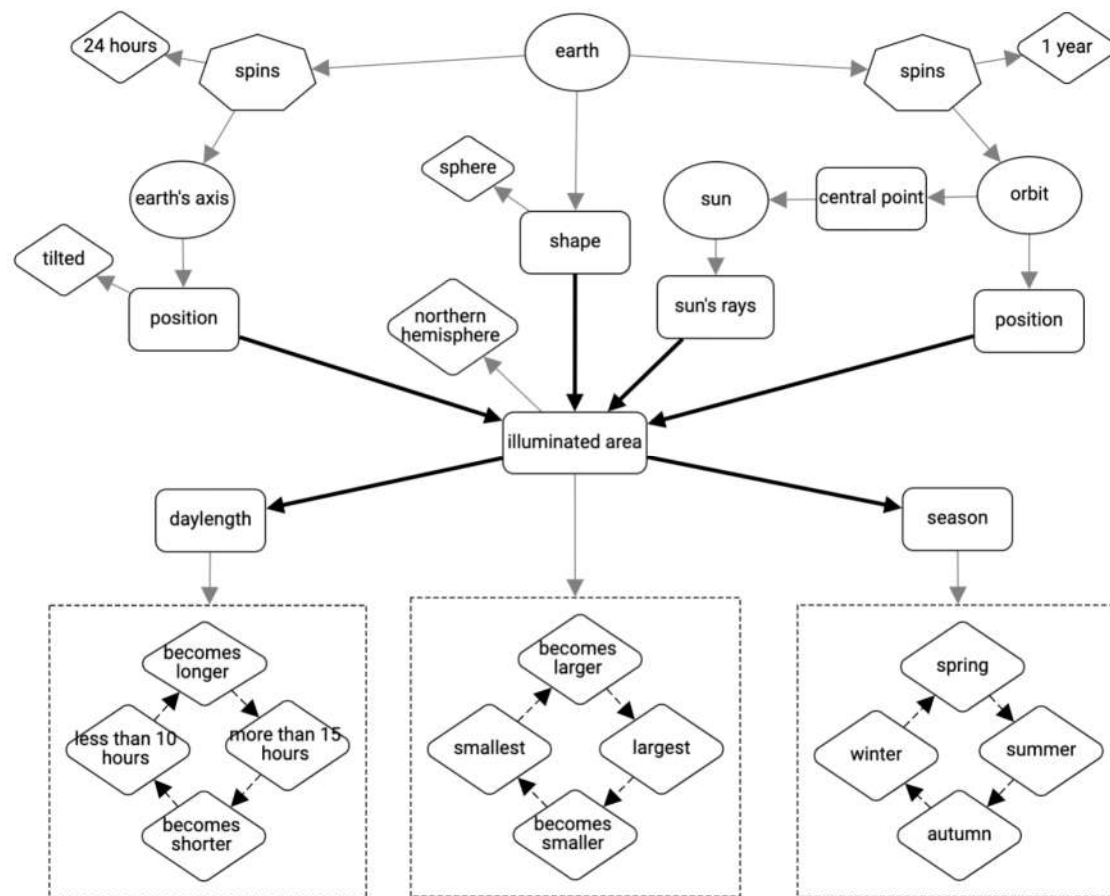 24 hours
spins
earth
spins
1 year
earth's axis
sphere
sun
central point
orbit
tilted
shape
position
northern
hemisphere
sun's rays
position
illuminated area
daylength
season
becomes
longer
less than 10
hours
more than 15
hours
becomes
shorter
becomes
larger
smallest
largest
becomes
smaller
spring
winter
summer
autumn